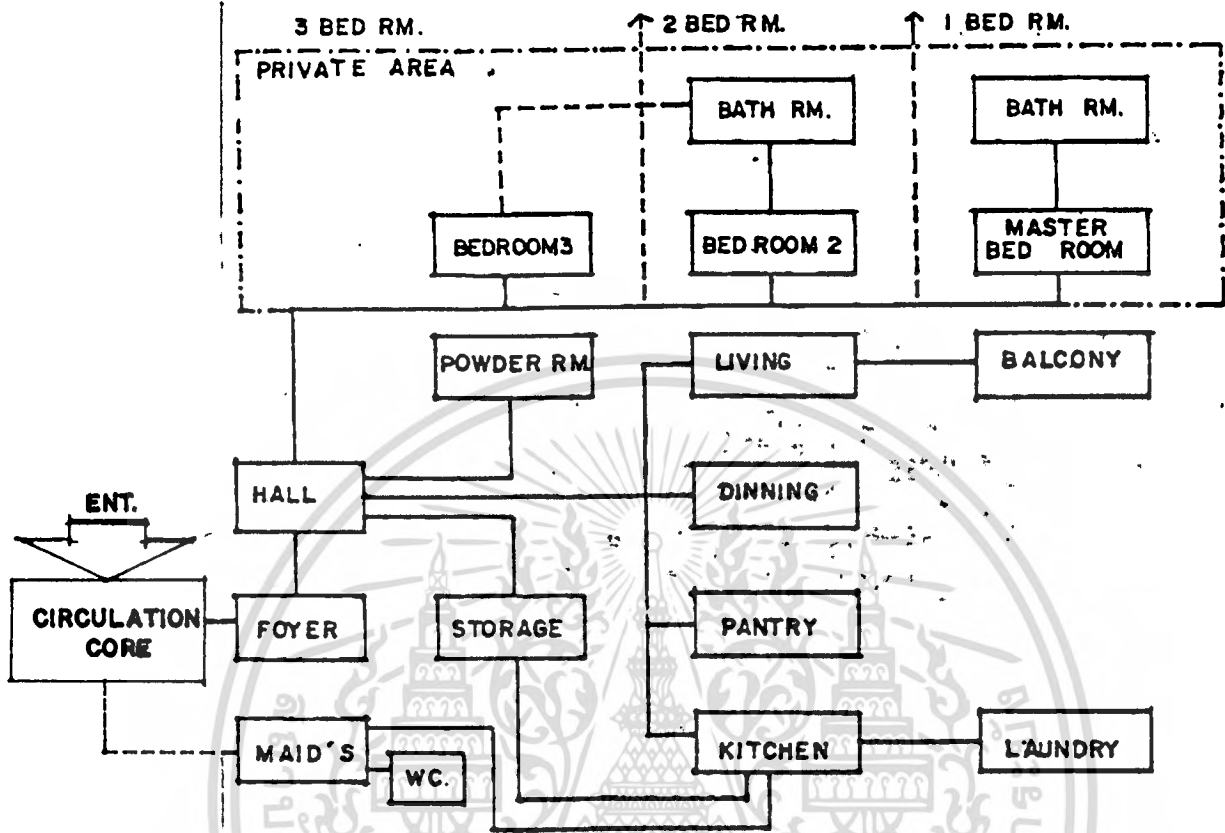 3 BED RM.
2 BED RM.
1 BED RM.
PRIVATE AREA
BATH RM.
BATH RM.
BEDROOM3
BED ROOM 2
MASTER
BED ROOM
POWDER RM
LIVING
BALCONY
HALL
DINNING
ENT.
CIRCULATION
CORE
FOYER
STORAGE
PANTRY
MAID'S
WC.
KITCHEN
LAUNDRY